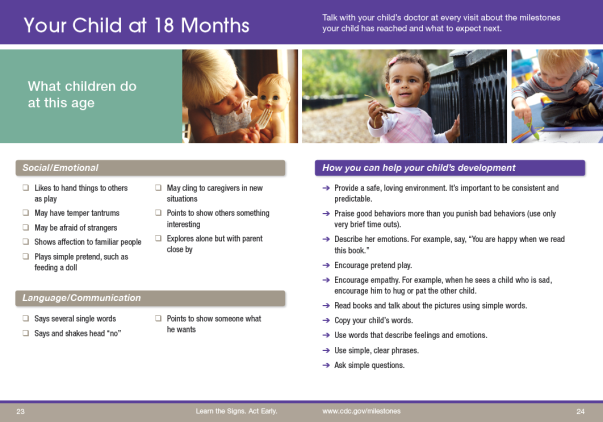 Your Child at 18 Months
Talk with your child's doctor at every visit about the milestones
your child has reached and what to expect next.
What children do
at this age
Social/Emotional
❑ Likes to hand things to others
as play
❑ May have temper tantrums
❑ May be afraid of strangers
❑ Shows affection to familiar people
❑ Plays simple pretend, such as
feeding a doll
❑ May cling to caregivers in new
situations
❑ Points to show others something
interesting
❑ Explores alone but with parent
close by
Language/Communication
❑ Says several single words
❑ Says and shakes head “no”
❑ Points to show someone what
he wants
How you can help your child's development
➔ Provide a safe, loving environment. It's important to be consistent and
predictable.
➔ Praise good behaviors more than you punish bad behaviors (use only
very brief time outs).
➔ Describe her emotions. For example, say, “You are happy when we read
this book.”
➔ Encourage pretend play.
➔ Encourage empathy. For example, when he sees a child who is sad,
encourage him to hug or pat the other child.
➔ Read books and talk about the pictures using simple words.
➔ Copy your child's words.
➔ Use words that describe feelings and emotions.
➔ Use simple, clear phrases.
➔ Ask simple questions.
23
Learn the Signs. Act Early.
www.cdc.gov/milestones
24